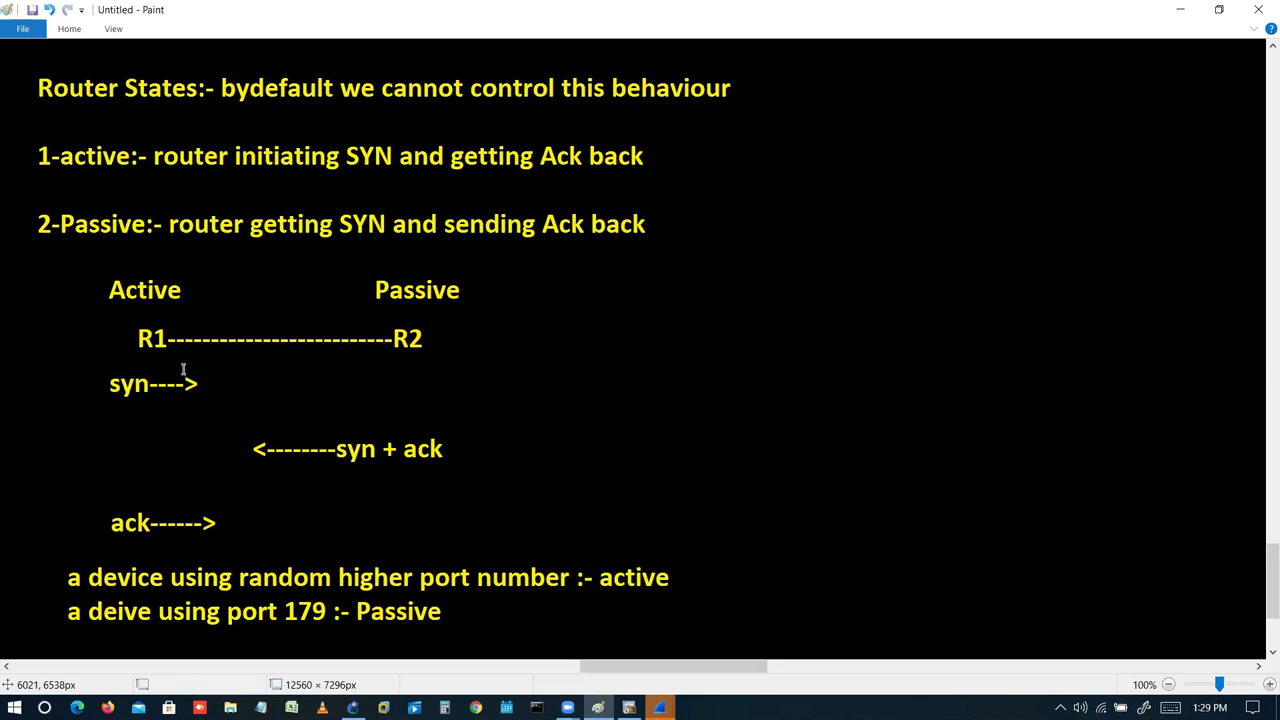 Untitled - Paint
File Home View
Router States:- bydefault we cannot control this behaviour
1-active:- router initiating SYN and getting Ack back
2-Passive:- router getting SYN and sending Ack back
Active Passive
R1--------------------------R2
syn---->
<--------syn + ack
ack------>
a device using random higher port number :- active
a deive using port 179 :- Passive
6021, 6538px 12560 × 7296px 100%
1:29 PM